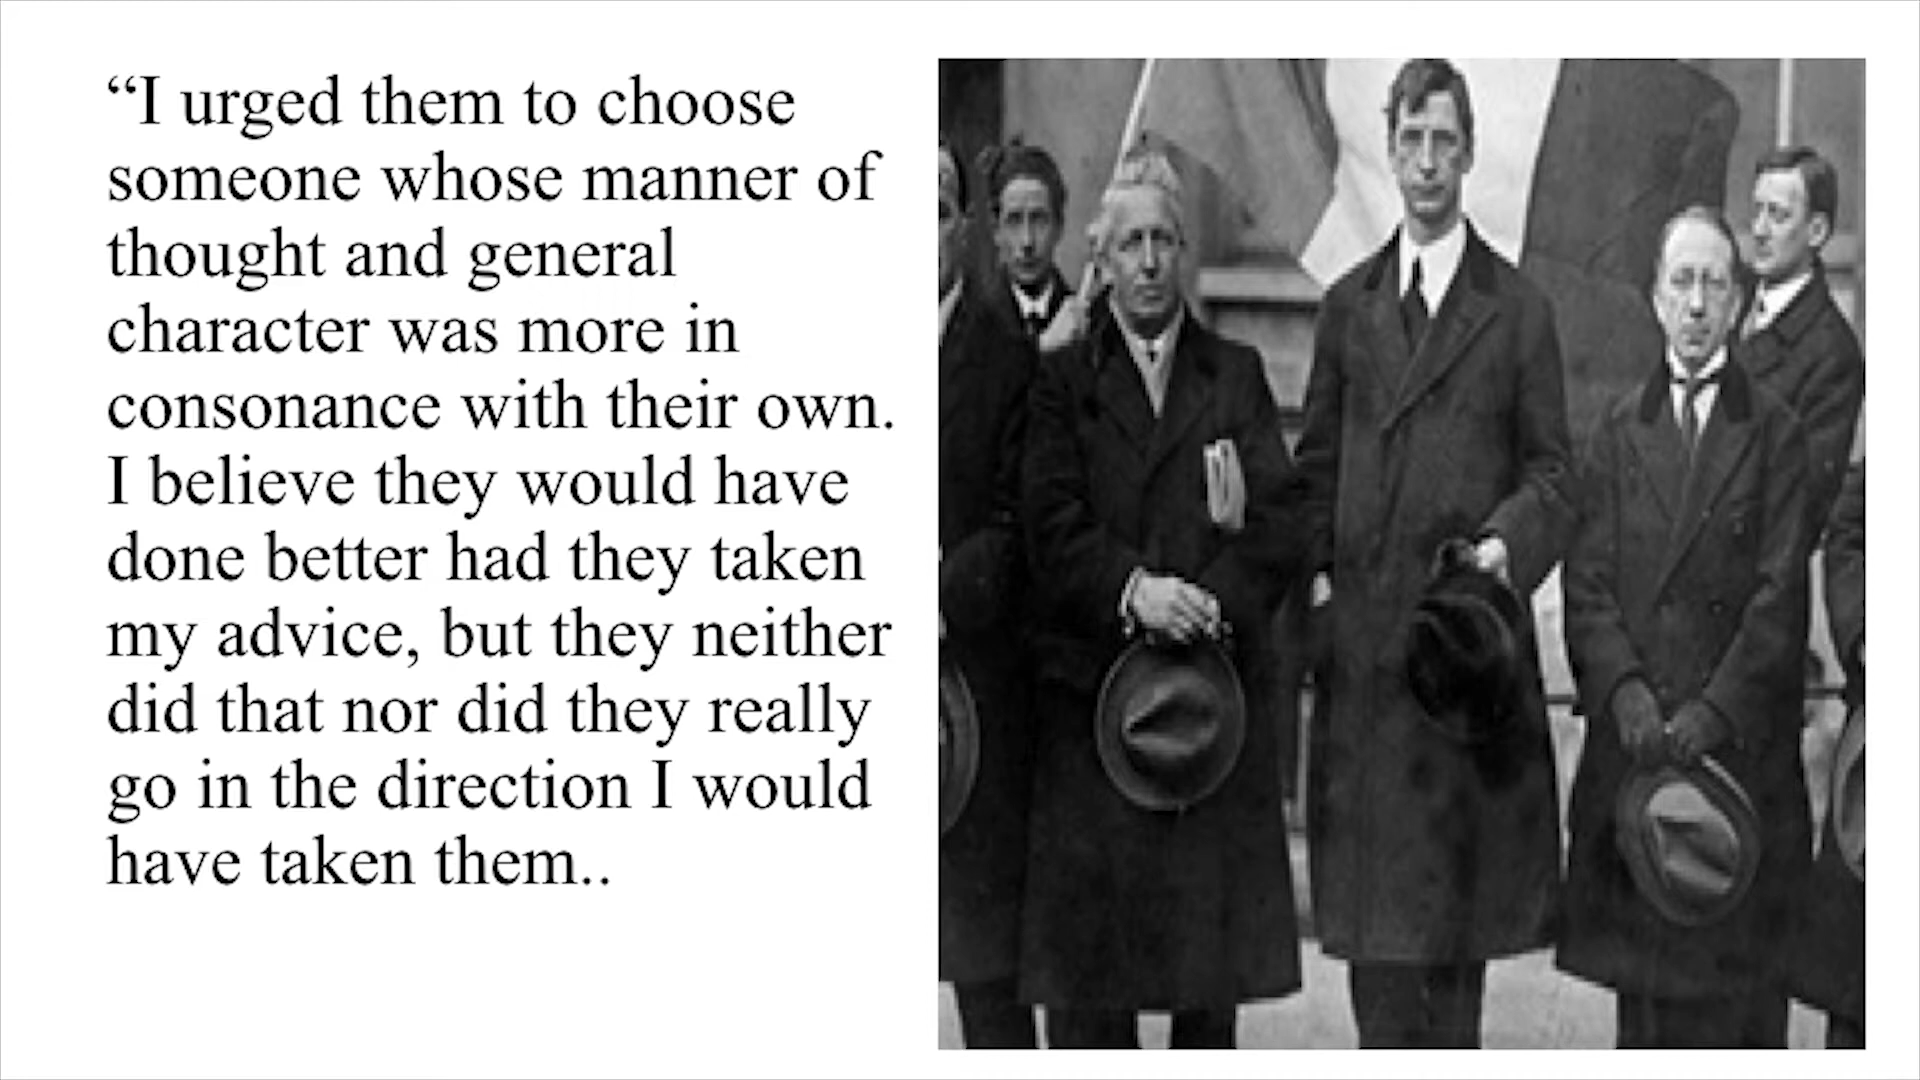 “I urged them to choose
someone whose manner of
thought and general
character was more in
consonance with their own.
I believe they would have
done better had they taken
my advice, but they neither
did that nor did they really
go in the direction I would
have taken them..